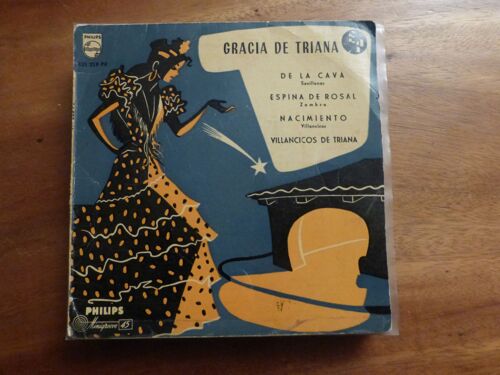 PHILIPS
GRACIA DE TRIANA
DE LA CAVA
Sevillanas
ESPINA DE ROSAL
Zambra
NACIMIENTO
Villancicos
VILLANCICOS DE TRIANA
PHILIPS
Minigroove 45